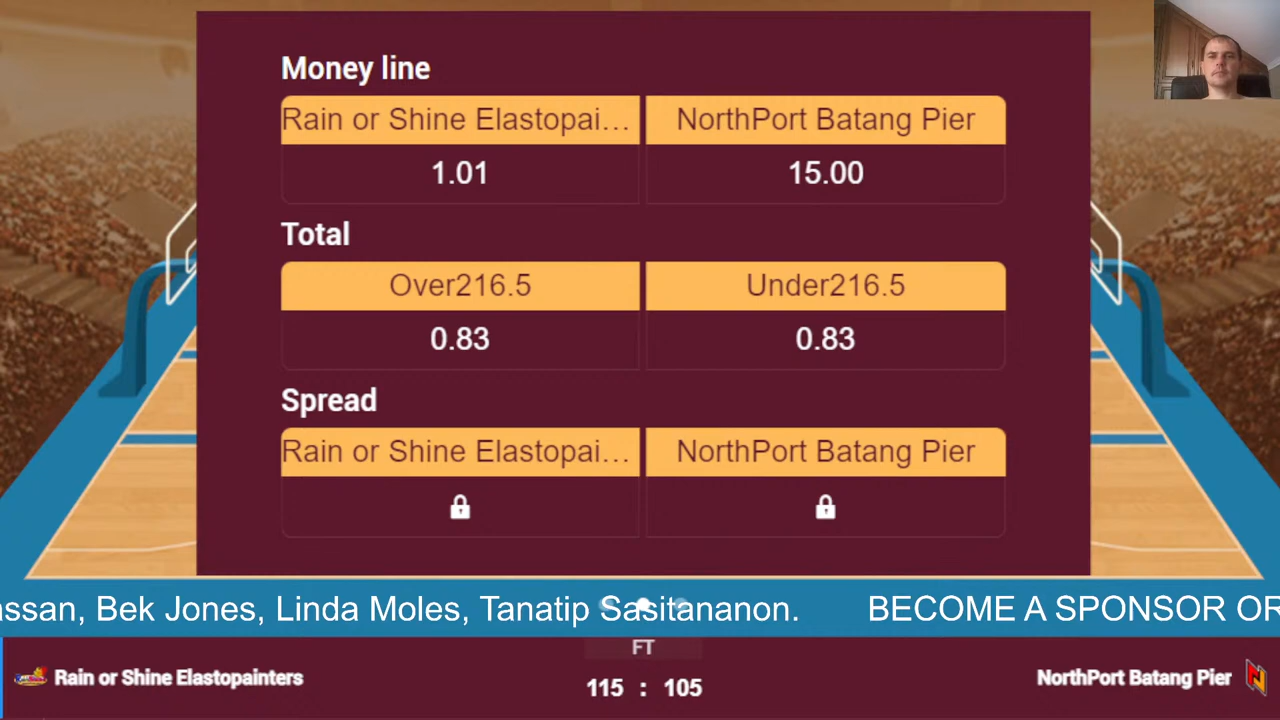 Money line
Rain or Shine Elastopai... NorthPort Batang Pier
1.01 15.00
Total
Over216.5 Under216.5
0.83 0.83
Spread
Rain or Shine Elastopai... NorthPort Batang Pier
assan, Bek Jones, Linda Moles, Tanatip Sasitananon. BECOME A SPONSOR OR
FT
Rain or Shine Elastopainters 115 : 105 NorthPort Batang Pier